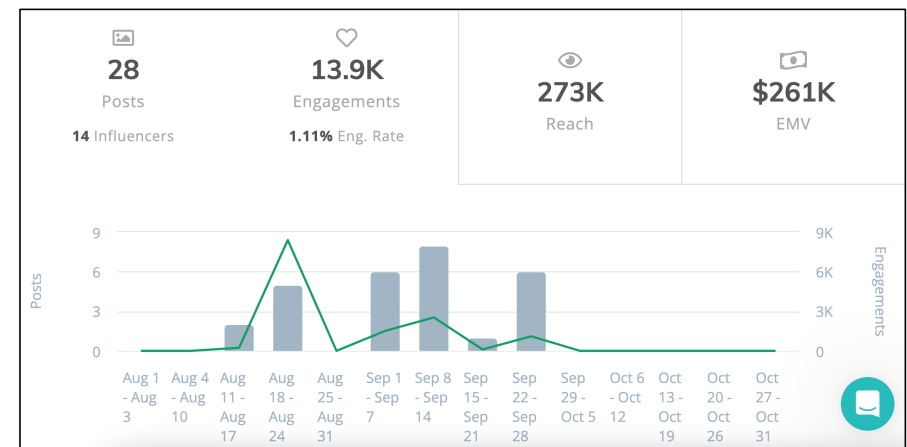 28
Posts
14 Influencers
13.9K
Engagements
1.11% Eng. Rate
273K
Reach
$261K
EMV
Posts
9
6
3
0
9K
6K
3K
0
Engagements
Aug 1
- Aug
3
Aug 4
- Aug
10
Aug
11 -
Aug
17
Aug
18 -
Aug
24
Aug
25 -
Aug
31
Sep 1
- Sep
7
Sep 8
- Sep
14
Sep
15 -
Sep
21
Sep
22 -
Sep
28
Sep
29 -
Oct 5
Oct 6
- Oct
12
Oct
13 -
Oct
19
Oct
20 -
Oct
26
Oct
27 -
Oct
31